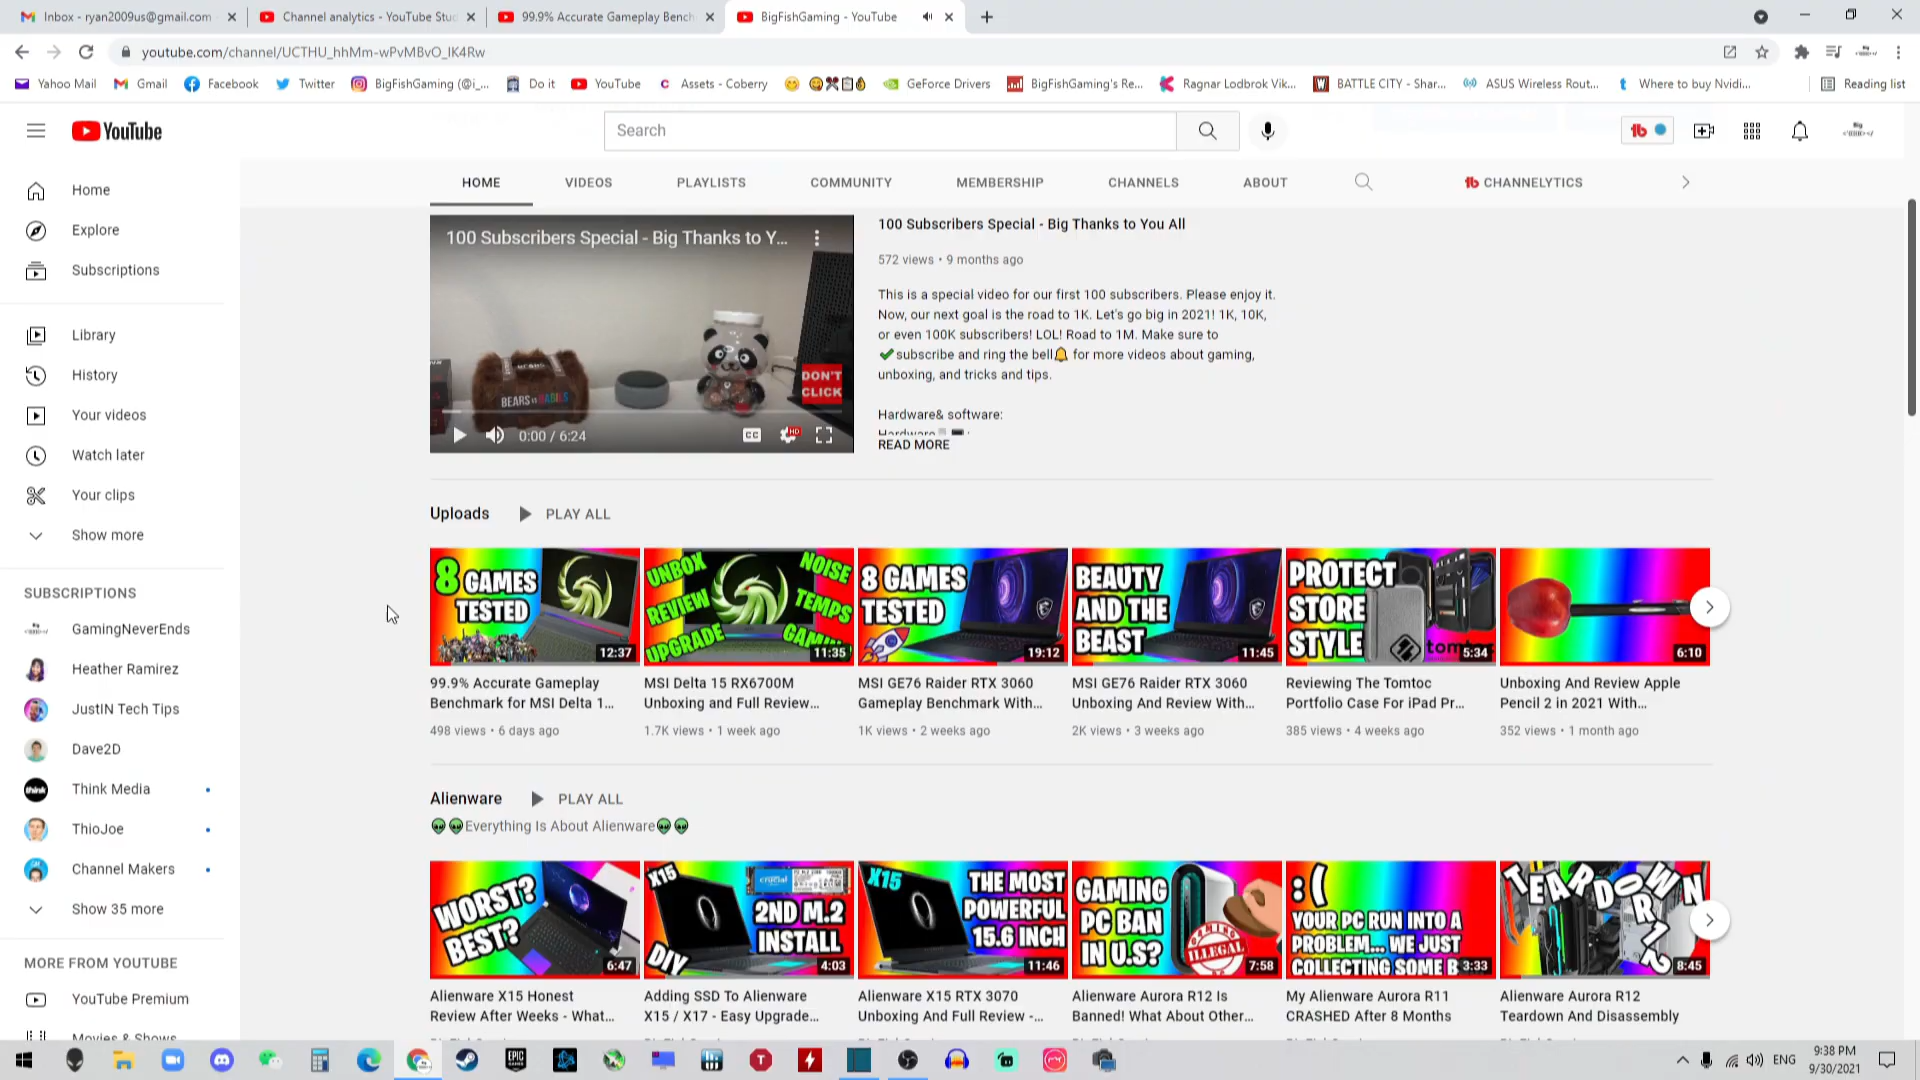 Inbox - ryan2009us@gmail.com
Channel analytics - YouTube Stu
99.9% Accurate Gameplay Bench
BigFishGaming - YouTube
youtube.com/channel/UCTHU_hhMm-wPvMBvO_IK4Rw
Yahoo Mail
Gmail
Facebook
Twitter
BigFishGaming (@i_...
Do it
YouTube
Assets - Coberry
GeForce Drivers
BigFishGaming's Re...
Ragnar Lodbrok Vik...
BATTLE CITY - Shar...
ASUS Wireless Rout...
Where to buy Nvidi...
Reading list
YouTube
Search
Home
Explore
Subscriptions
Library
History
Your videos
Watch later
Your clips
Show more
SUBSCRIPTIONS
GamingNeverEnds
Heather Ramirez
JustIN Tech Tips
Dave2D
Think Media
ThioJoe
Channel Makers
Show 35 more
MORE FROM YOUTUBE
YouTube Premium
Movies & Shows
HOME
VIDEOS
PLAYLISTS
COMMUNITY
MEMBERSHIP
CHANNELS
ABOUT
CHANNELYTICS
100 Subscribers Special - Big Thanks to Y...
BEARS vs BABIES
DON'T
CLICK
0:00 / 6:24
CC
HD
100 Subscribers Special - Big Thanks to You All
572 views • 9 months ago
This is a special video for our first 100 subscribers. Please enjoy it.
Now, our next goal is the road to 1K. Let's go big in 2021! 1K, 10K,
or even 100K subscribers! LOL! Road to 1M. Make sure to
✔subscribe and ring the bell🔔 for more videos about gaming,
unboxing, and tricks and tips.
Hardware& software:
Hardware
READ MORE
Uploads
PLAY ALL
8 GAMES
TESTED
12:37
99.9% Accurate Gameplay
Benchmark for MSI Delta 1...
498 views • 6 days ago
UNBOX
REVIEW
UPGRADE
NOISE
TEMPS
GAMING
11:35
MSI Delta 15 RX6700M
Unboxing and Full Review...
1.7K views • 1 week ago
8 GAMES
TESTED
19:12
MSI GE76 Raider RTX 3060
Gameplay Benchmark With...
1K views • 2 weeks ago
BEAUTY
AND THE
BEAST
11:45
MSI GE76 Raider RTX 3060
Unboxing And Review With...
2K views • 3 weeks ago
PROTECT
STORE
STYLE
tomtoc
5:34
Reviewing The Tomtoc
Portfolio Case For iPad Pr...
385 views • 4 weeks ago
6:10
Unboxing And Review Apple
Pencil 2 in 2021 With...
352 views • 1 month ago
Alienware
PLAY ALL
👽👽Everything Is About Alienware👽👽
WORST?
BEST?
6:47
Alienware X15 Honest
Review After Weeks - What...
X15
crucial
2ND M.2
INSTALL
DIY
4:03
Adding SSD To Alienware
X15 / X17 - Easy Upgrade...
X15
THE MOST
POWERFUL
15.6 INCH
11:46
Alienware X15 RTX 3070
Unboxing And Full Review -...
GAMING
PC BAN
IN U.S?
ILLEGAL
7:58
Alienware Aurora R12 Is
Banned! What About Other...
:(
YOUR PC RUN INTO A
PROBLEM... WE JUST
COLLECTING SOME
3:33
My Alienware Aurora R11
CRASHED After 8 Months
TEARDOWN
R12
8:45
Alienware Aurora R12
Teardown And Disassembly
ENG
9:38 PM
9/30/2021